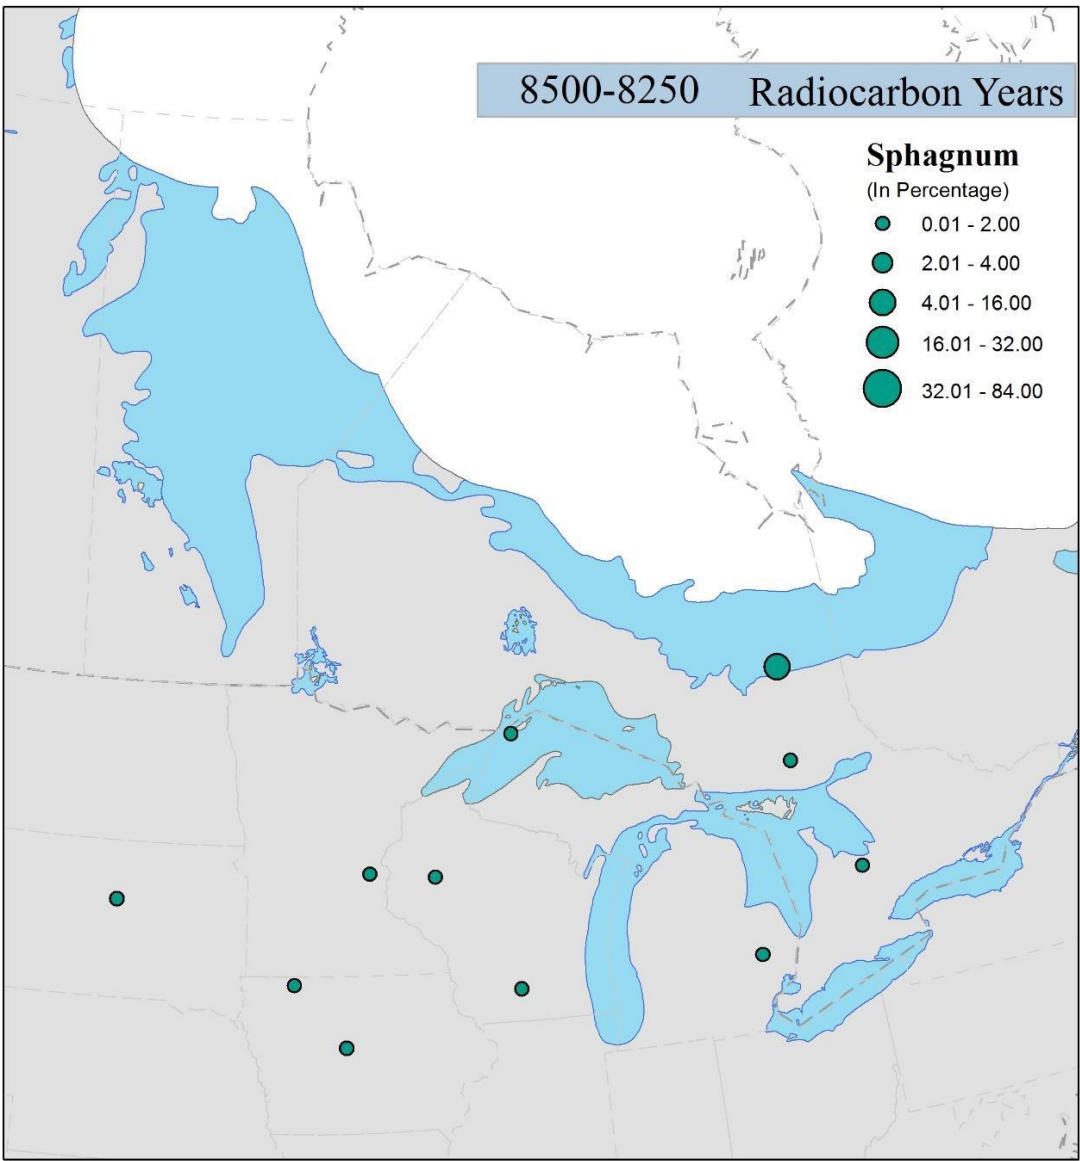 8500-8250 Radiocarbon Years
Sphagnum
(In Percentage)
0.01 - 2.00
2.01 - 4.00
4.01 - 16.00
16.01 - 32.00
32.01 - 84.00